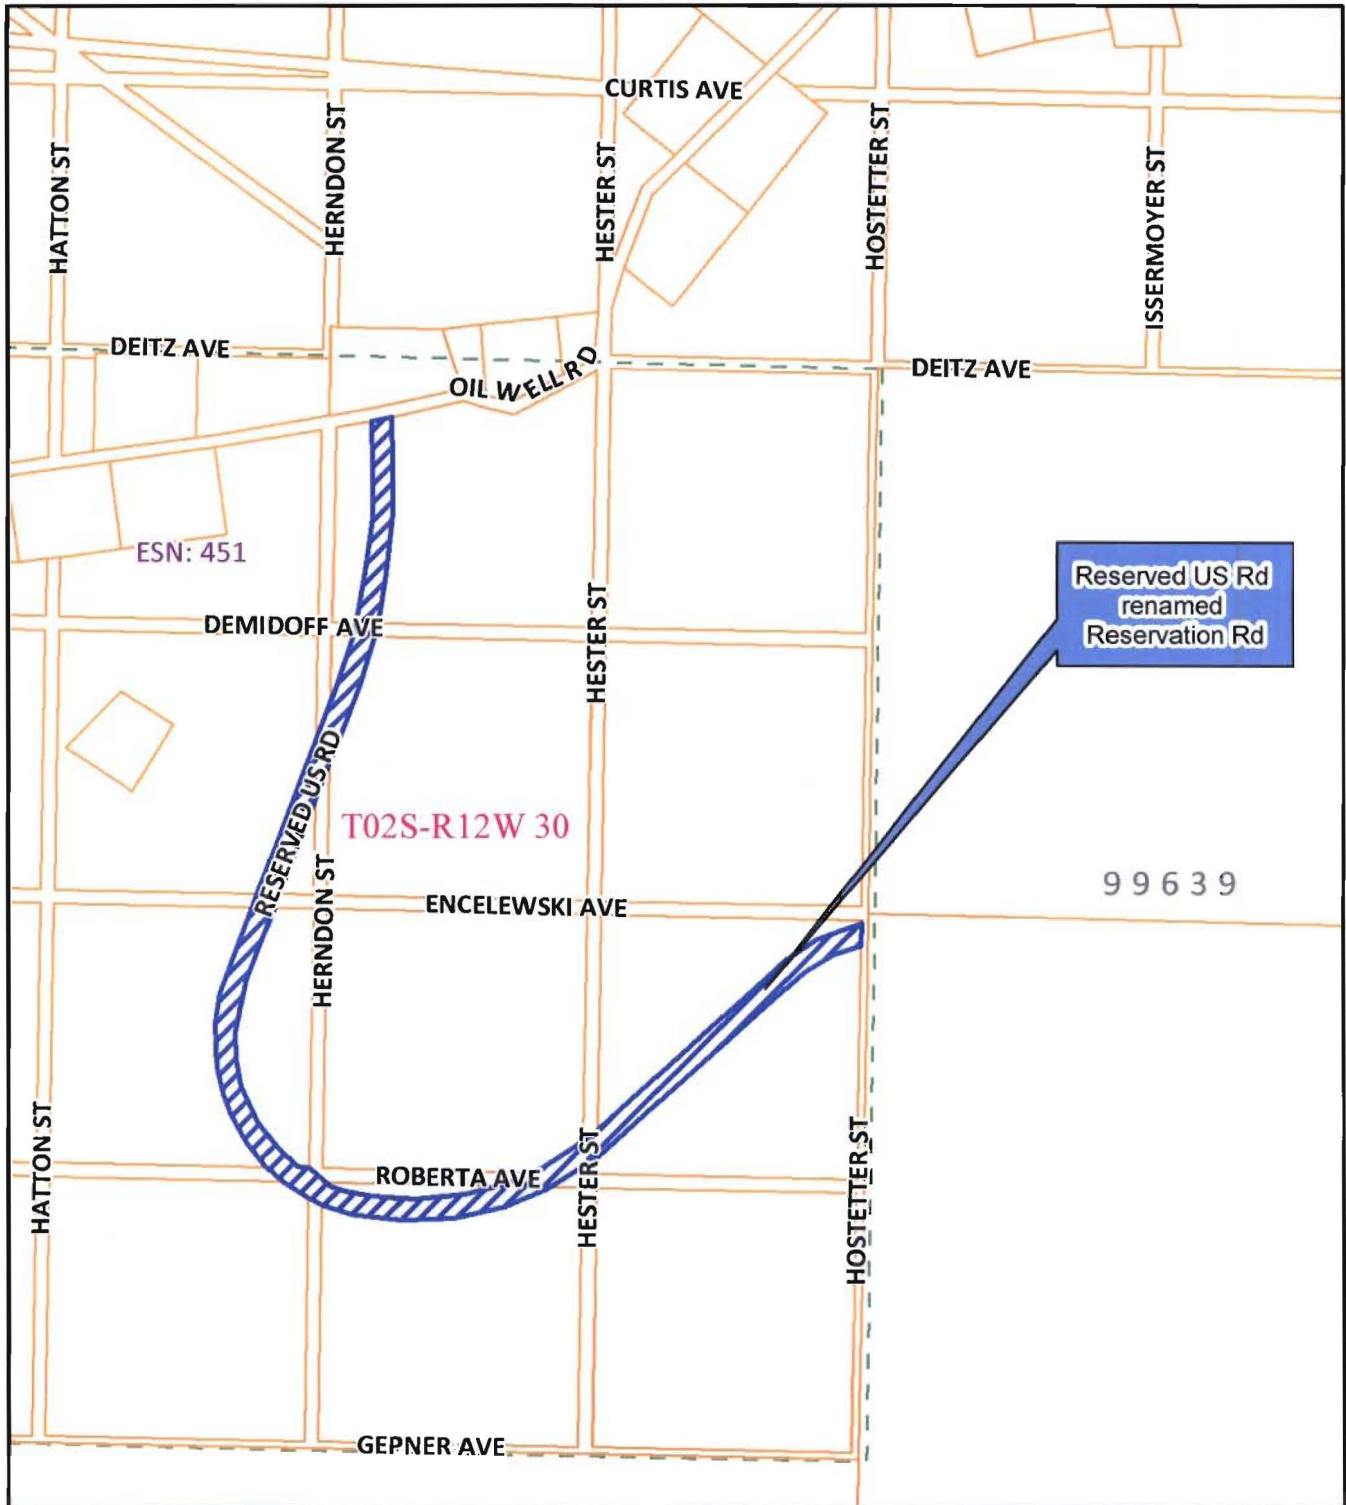 CURTIS AVE
HATTON ST
HERNDON ST
HESTER ST
HOSTETTER ST
ISSERMOYER ST
DEITZ AVE
OIL WELL RD
DEITZ AVE
ESN: 451
DEMIDOFF AVE
HESTER ST
Reserved US Rd
renamed
Reservation Rd
RESERVED US RD
T02S-R12W 30
HERNDON ST
ENCELEWSKI AVE
99639
HATTON ST
ROBERTA AVE
HESTER ST
HOSTETTER ST
GEPNER AVE